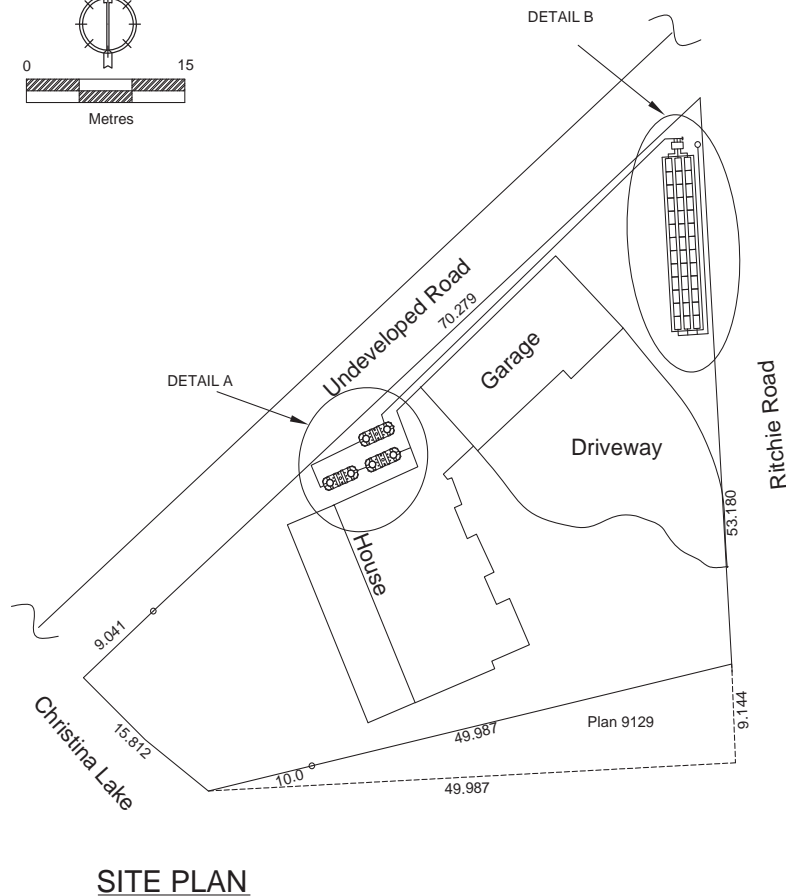 DETAIL B
0 15
Metres
Undeveloped Road
70.279
DETAIL A
Garage
Driveway
Ritchie Road
53.180
House
9.041
Christina Lake
15.812
10.0
49.987
Plan 9129
9.144
49.987
SITE PLAN